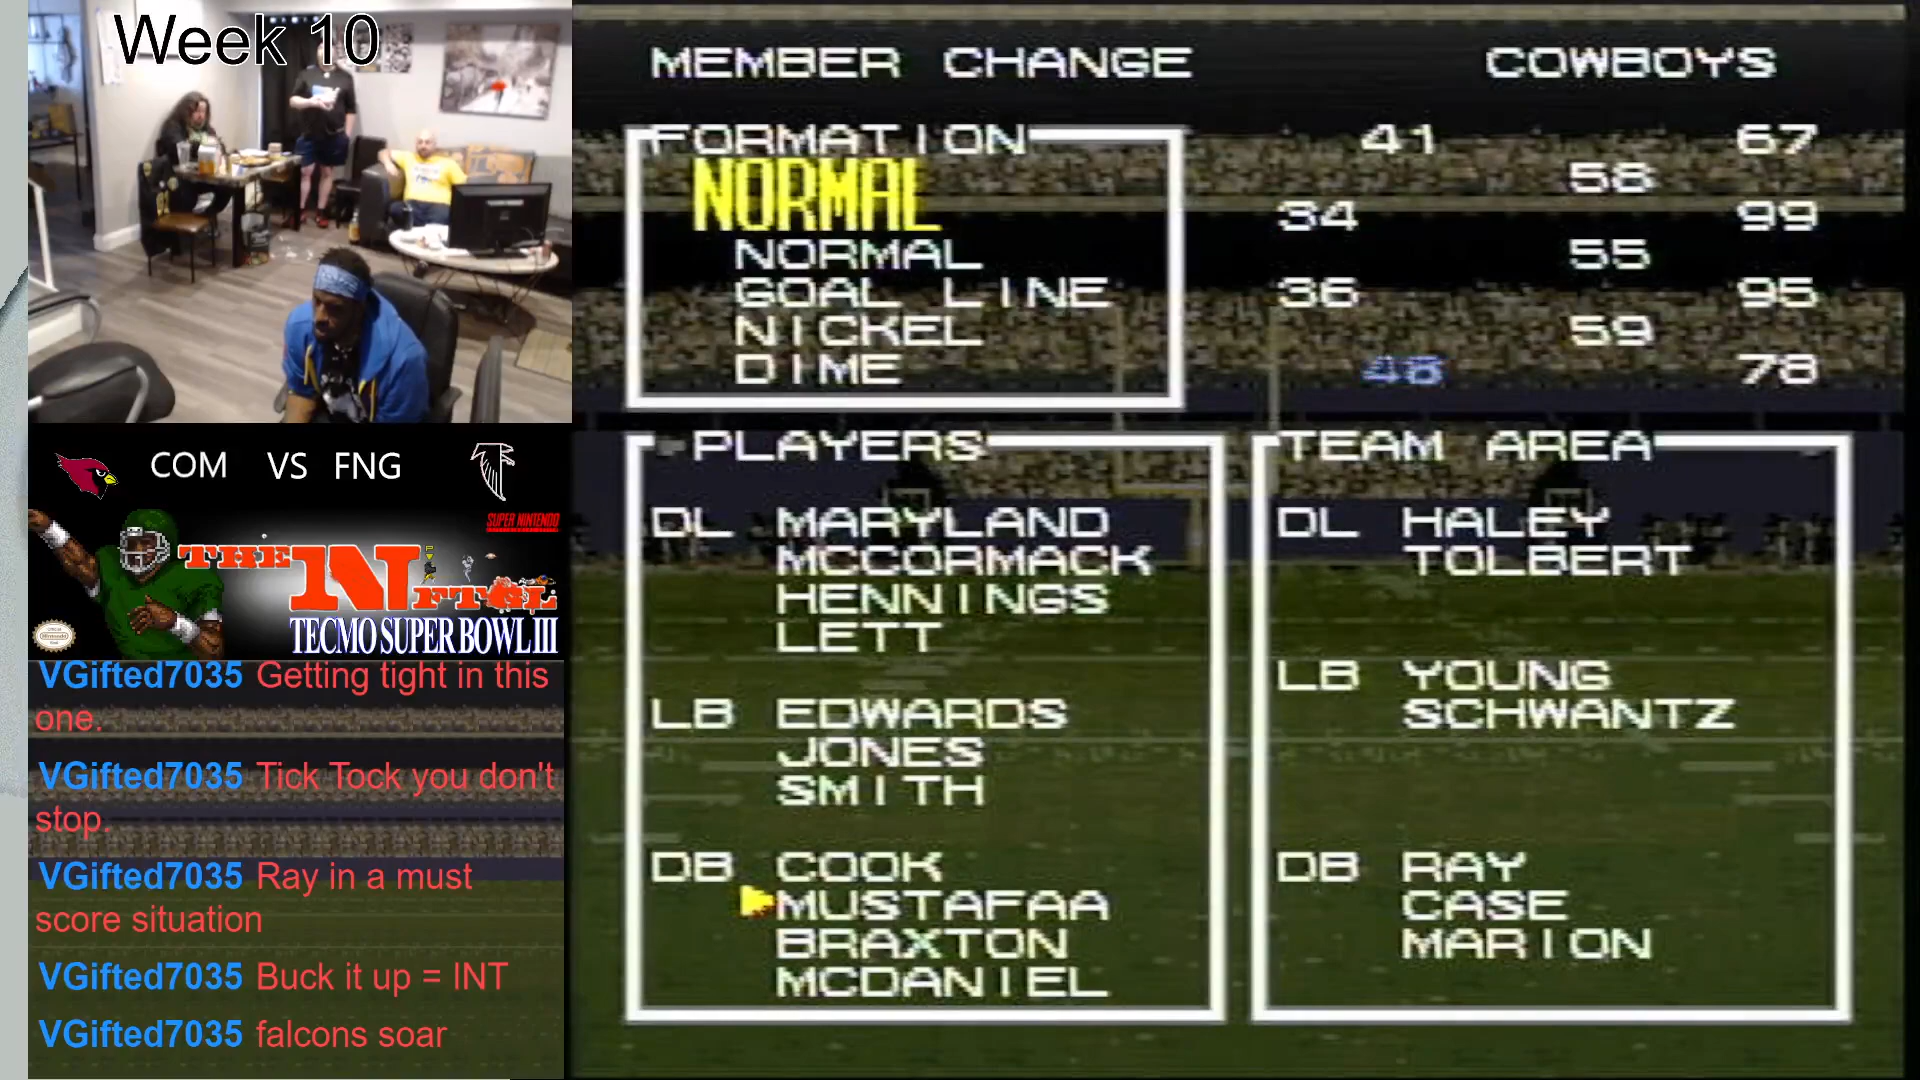 Week 10
COM VS FNG
SUPER NINTENDO
THE NFTSL
TECMO SUPER BOWL III
VGifted7035 Getting tight in this
one.
VGifted7035 Tick Tock you don't
stop.
VGifted7035 Ray in a must
score situation
VGifted7035 Buck it up = INT
VGifted7035 falcons soar
MEMBER CHANGE COWBOYS
FORMATION
NORMAL
NORMAL
GOAL LINE
NICKEL
DIME
41 67
58
34 99
55
36 95
59
48 78
PLAYERS
DL MARYLAND
MCCORMACK
HENNINGS
LETT
LB EDWARDS
JONES
SMITH
DB COOK
MUSTAFAA
BRAXTON
MCDANIEL
TEAM AREA
DL HALEY
TOLBERT
LB YOUNG
SCHWANTZ
DB RAY
CASE
MARION